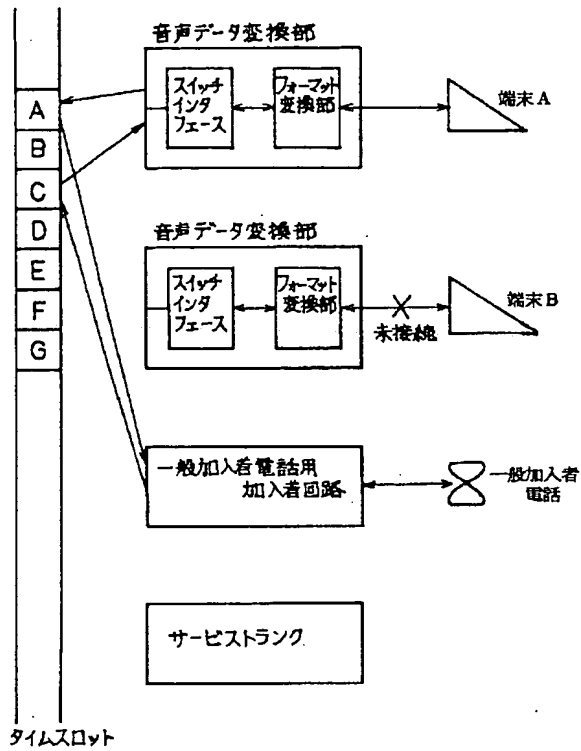 音声データ変換部
スイッチ
インタ
フェース
フォーマット
変換部
端末A
A
B
C
D
E
F
G
音声データ変換部
スイッチ
インタ
フェース
フォーマット
変換部
未接続
端末B
一般加入者電話用
加入者回路
一般加入者
電話
サービストランク
タイムスロット